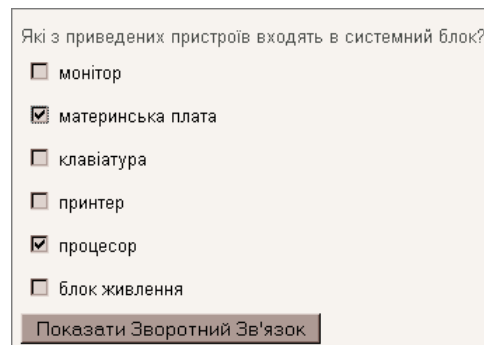 Які з приведених пристроїв входять в системний блок?
монітор
материнська плата
клавіатура
принтер
процесор
блок живлення
Показати Зворотний Зв'язок